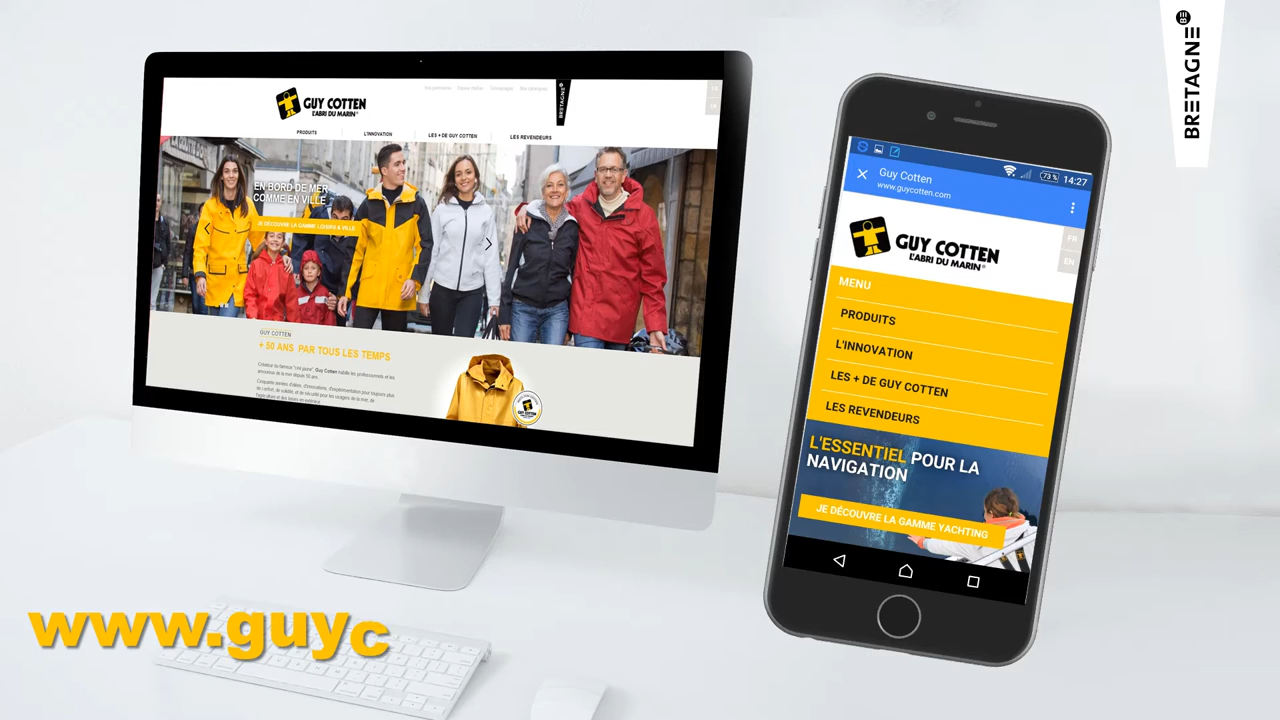 BRETAGNE BE
GUY COTTEN
L'ABRI DU MARIN®
BRETAGNE
PRODUITS
L'INNOVATION
LES + DE GUY COTTEN
LES REVENDEURS
EN BORD DE MER
COMME EN VILLE
JE DÉCOUVRE LA GAMME LOISIRS & VILLE
GUY COTTEN
+ 50 ANS PAR TOUS LES TEMPS
GUY COTTEN
73 %
14:27
Guy Cotten
www.guycotten.com
GUY COTTEN
L'ABRI DU MARIN®
FR
EN
MENU
PRODUITS
L'INNOVATION
LES + DE GUY COTTEN
LES REVENDEURS
L'ESSENTIEL POUR LA
NAVIGATION
JE DÉCOUVRE LA GAMME YACHTING
www.guyc